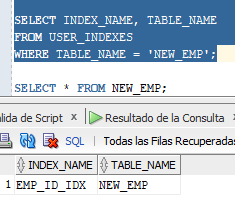 SELECT INDEX_NAME, TABLE_NAME
FROM USER_INDEXES
WHERE TABLE_NAME = 'NEW_EMP';
SELECT * FROM NEW_EMP;
lida de Script × Resultado de la Consulta
SQL | Todas las Filas Recuperadas
INDEX_NAME TABLE_NAME
1 EMP_ID_IDX NEW_EMP